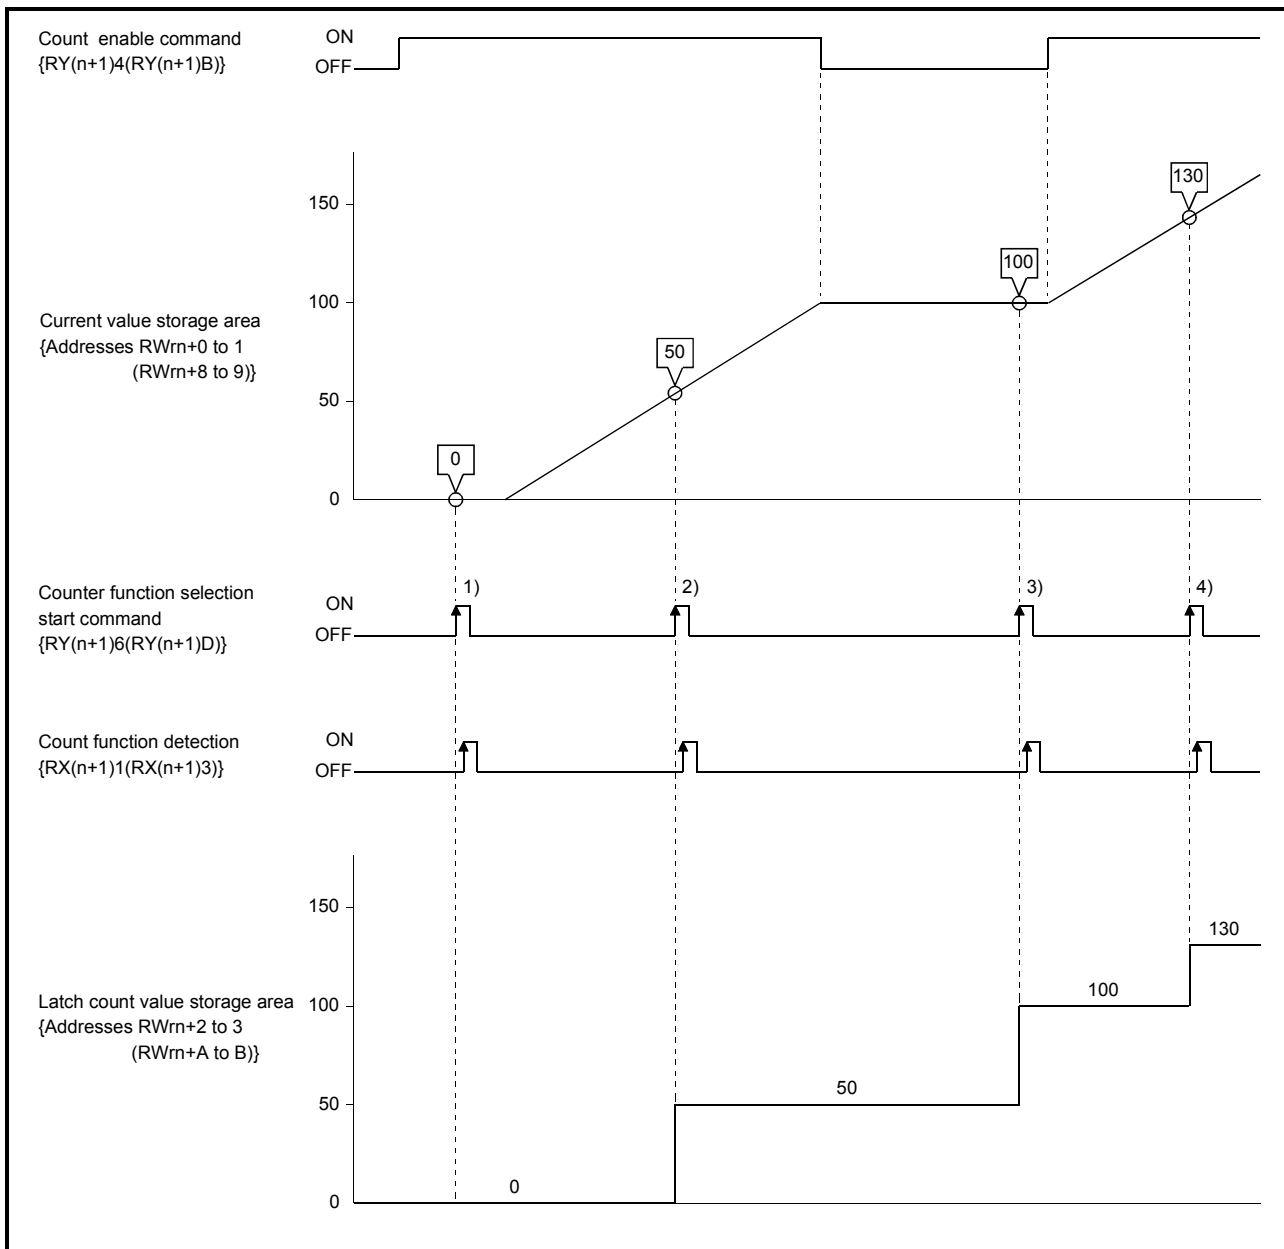 Count enable command
{RY(n+1)4(RY(n+1)B)}
ON
OFF
150
100
50
0
Current value storage area
{Addresses RWrn+0 to 1
(RWrn+8 to 9)}
0
50
100
130
Counter function selection
start command
{RY(n+1)6(RY(n+1)D)}
ON
OFF
1)
2)
3)
4)
Count function detection
{RX(n+1)1(RX(n+1)3)}
ON
OFF
Latch count value storage area
{Addresses RWrn+2 to 3
(RWrn+A to B)}
150
100
50
0
0
50
100
130